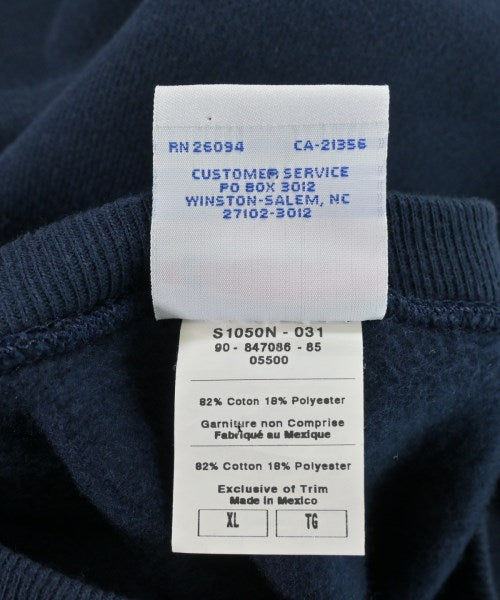 RN 26094 CA-21356
CUSTOMER SERVICE
PO BOX 3012
WINSTON-SALEM, NC
27102-3012
S1050N - 031
90 - 847086 - 85
05500
82% Coton 18% Polyester
Garniture non Comprise
Fabriqué au Mexique
82% Cotton 18% Polyester
Exclusive of Trim
Made in Mexico
XL TG